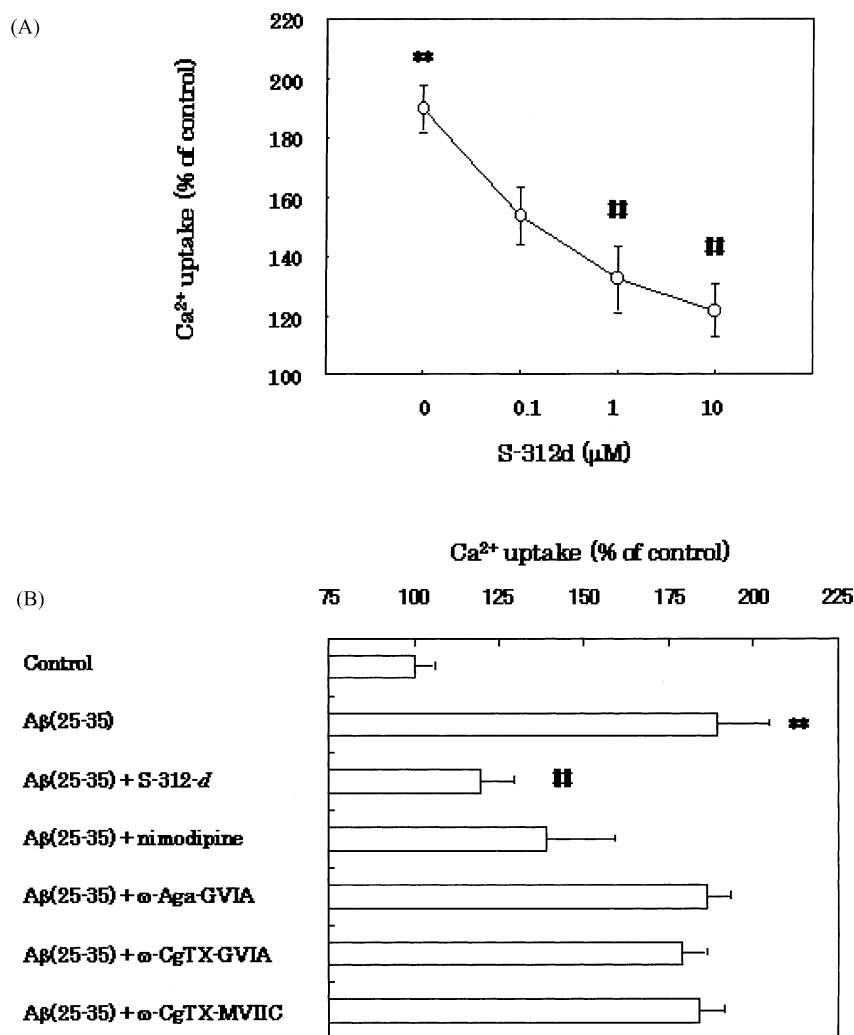 (A)
Ca²⁺ uptake (% of control)
220
200
180
160
140
120
100
**
‡‡
‡‡
0 0.1 1 10
S-312d (μM)
(B)
Ca²⁺ uptake (% of control)
75 100 125 150 175 200 225
Control
Aβ(25-35)
**
Aβ(25-35) + S-312-d
‡‡
Aβ(25-35) + nimodipine
Aβ(25-35) + ω-Aga-GVIA
Aβ(25-35) + ω-CgTX-GVIA
Aβ(25-35) + ω-CgTX-MVIIC